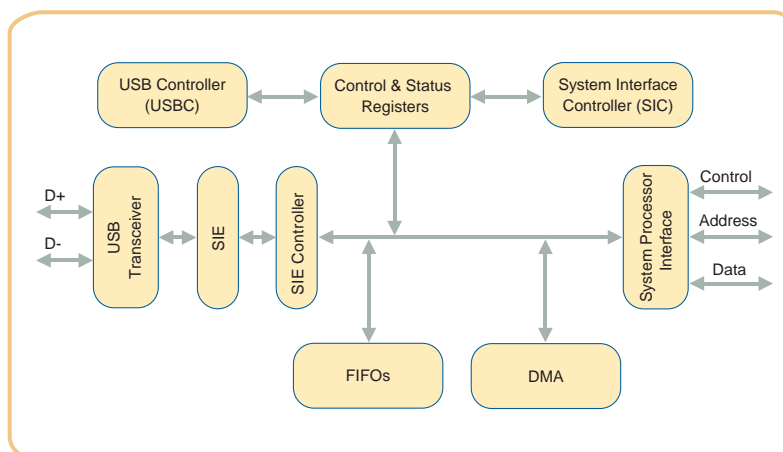 USB Controller
(USBC)
Control & Status
Registers
System Interface
Controller (SIC)
D+
D-
USB
Transceiver
SIE
SIE Controller
System Processor
Interface
Control
Address
Data
FIFOs
DMA